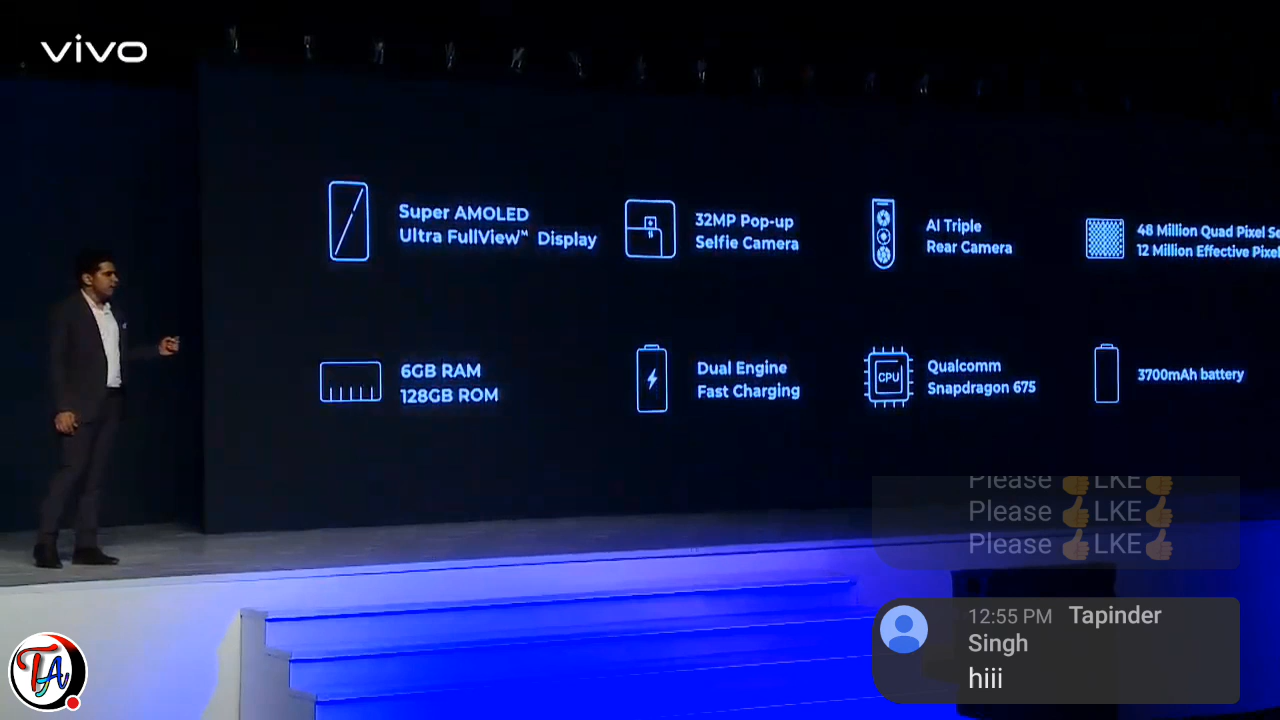 vivo
Super AMOLED
Ultra FullView™ Display
32MP Pop-up
Selfie Camera
AI Triple
Rear Camera
48 Million Quad Pixel
12 Million Effective
6GB RAM
128GB ROM
Dual Engine
Fast Charging
CPU
Qualcomm
Snapdragon 675
3700mAh battery
Please 👍LKE👍
Please 👍LKE👍
Please 👍LKE👍
12:55 PM Tapinder
Singh
hiii
TA